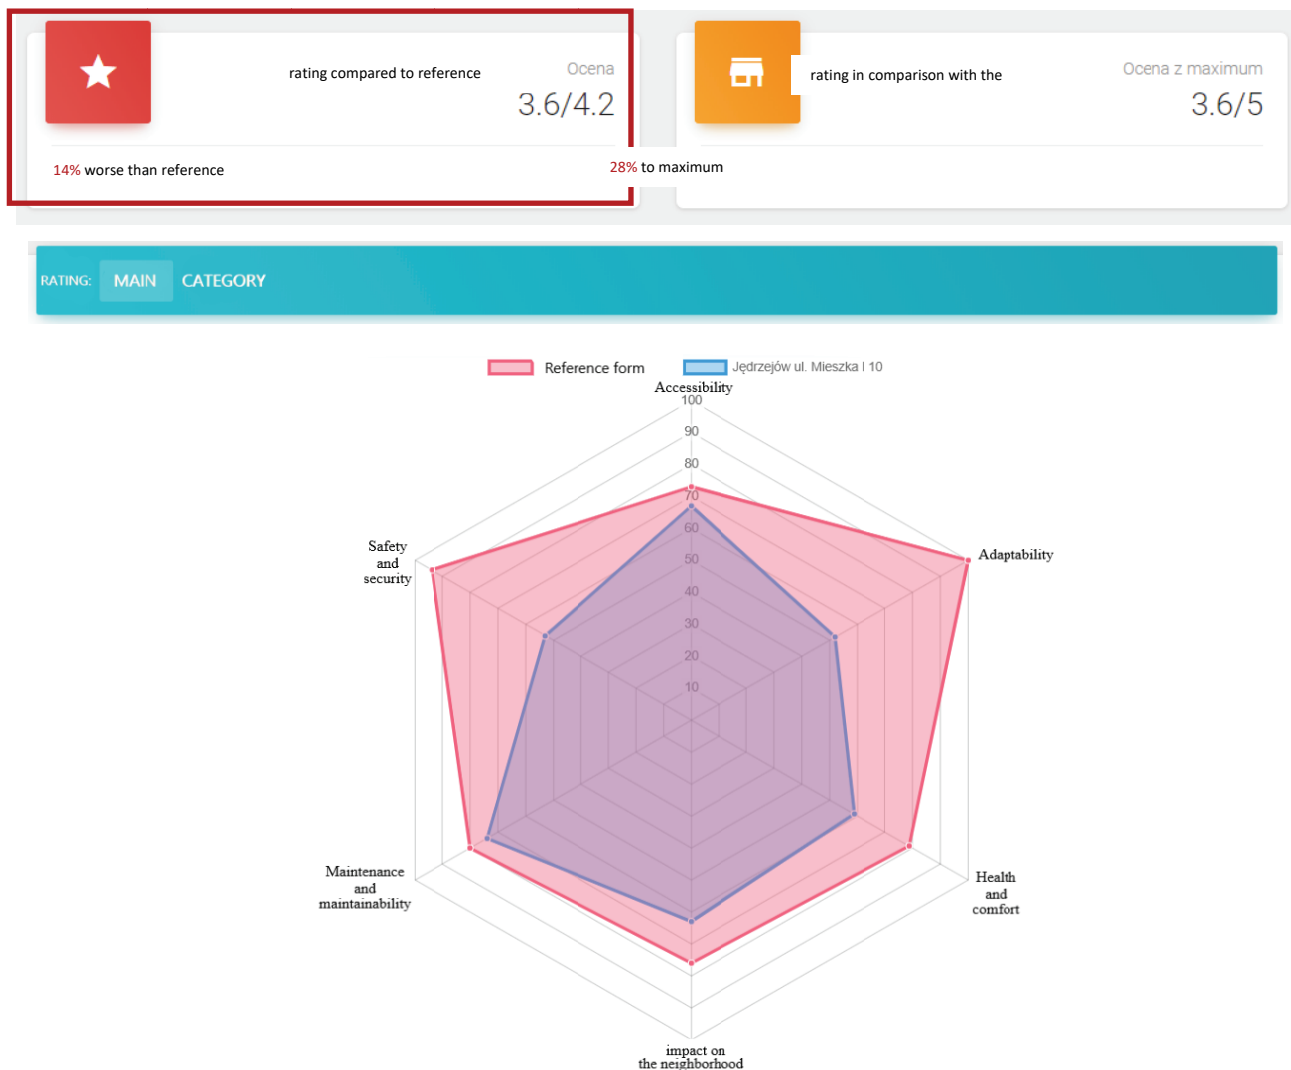 rating compared to reference
Ocena
3.6/4.2
14% worse than reference
rating in comparison with the
Ocena z maximum
3.6/5
28% to maximum
RATING: MAIN CATEGORY
Reference form
Jędrzejów ul. Mieszka I 10
Accessibility
100
90
80
70
60
50
40
30
20
10
Safety
and
security
Adaptability
Maintenance
and
maintainability
Health
and
comfort
impact on
the neighborhood